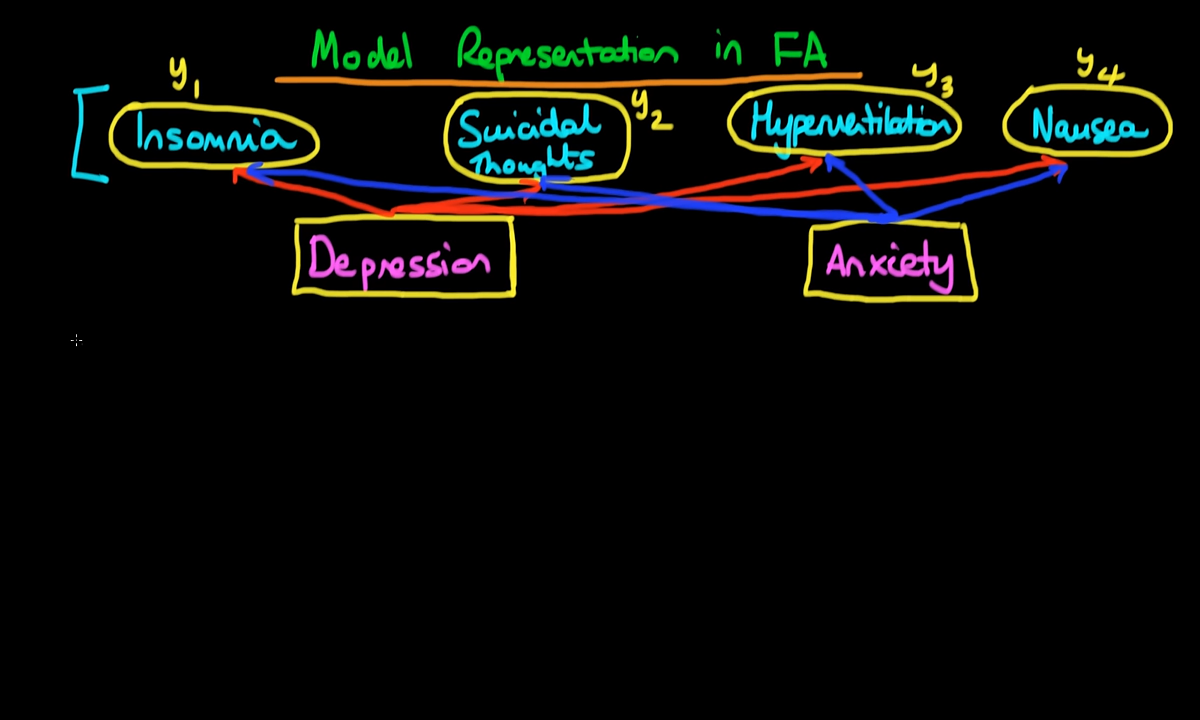 Model Representation in FA
y1
y2
y3
y4
Insomnia
Suicidal
Thoughts
Hyperventilation
Nausea
Depression
Anxiety